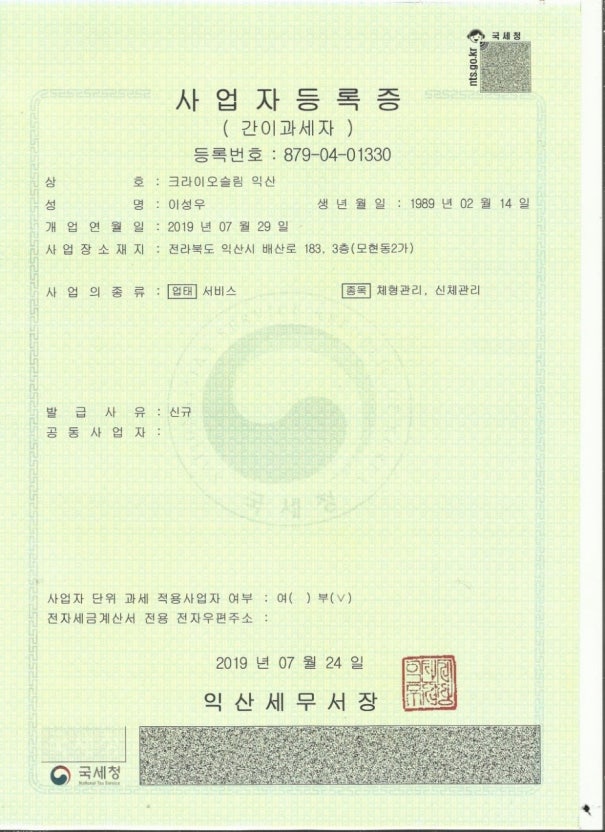 국세청
nts.go.kr
사업자등록증
( 간이과세자 )
등록번호 : 879-04-01330
상 호 : 크라이오슬림 익산
성 명 : 이성우 생 년 월 일 : 1989 년 02 월 14 일
개 업 연 월 일 : 2019 년 07 월 29 일
사 업 장 소 재 지 : 전라북도 익산시 배산로 183, 3층(모현동2가)
사 업 의 종 류 : 업태 서비스 종목 체형관리, 신체관리
발 급 사 유 : 신규
공 동 사 업 자 :
국세청
사업자 단위 과세 적용사업자 여부 : 여( ) 부(∨)
전자세금계산서 전용 전자우편주소 :
2019 년 07 월 24 일
익산세무서장
국세청
National Tax Service